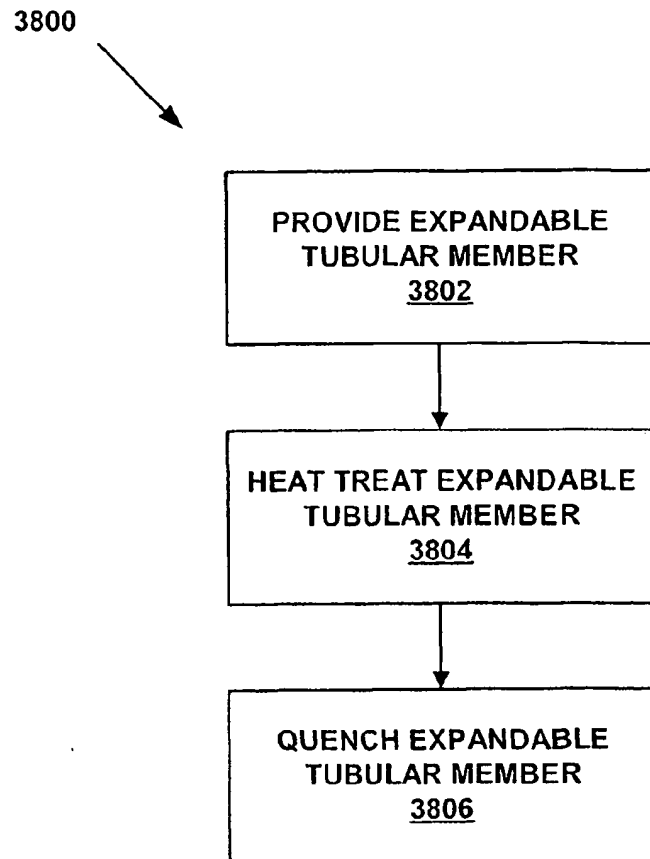 3800
PROVIDE EXPANDABLE
TUBULAR MEMBER
3802
HEAT TREAT EXPANDABLE
TUBULAR MEMBER
3804
QUENCH EXPANDABLE
TUBULAR MEMBER
3806